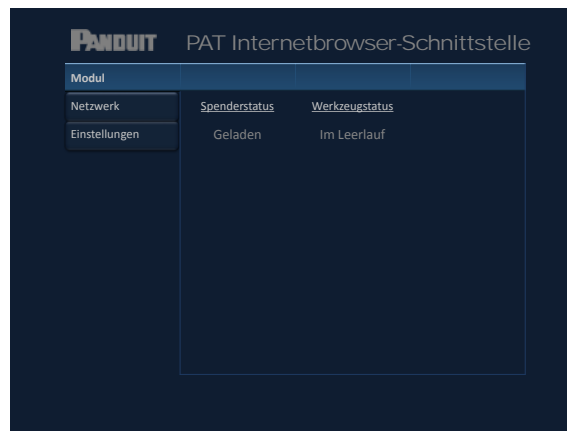 PANDUIT PAT Internetbrowser-Schnittstelle
Modul
Netzwerk Spenderstatus Werkzeugstatus
Einstellungen Geladen Im Leerlauf